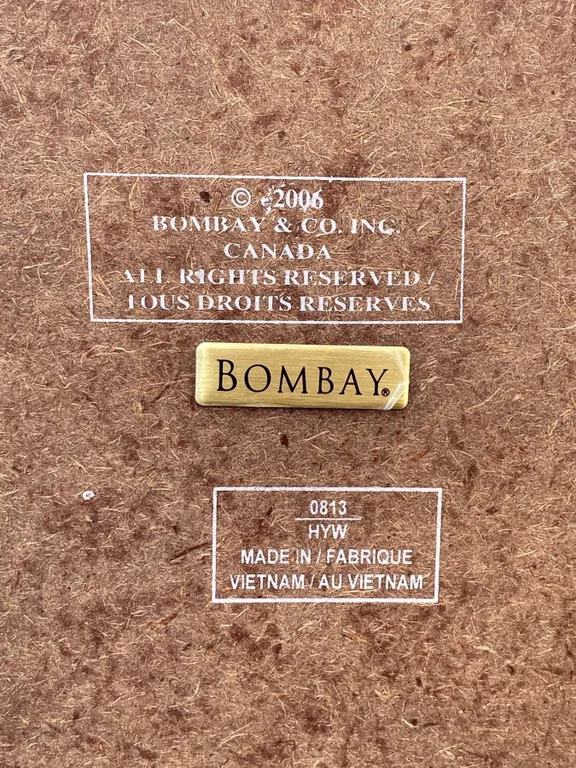 © 2006
BOMBAY & CO. INC.
CANADA
ALL RIGHTS RESERVED /
TOUS DROITS RESERVES
BOMBAY®
0813
HYW
MADE IN / FABRIQUE
VIETNAM / AU VIETNAM